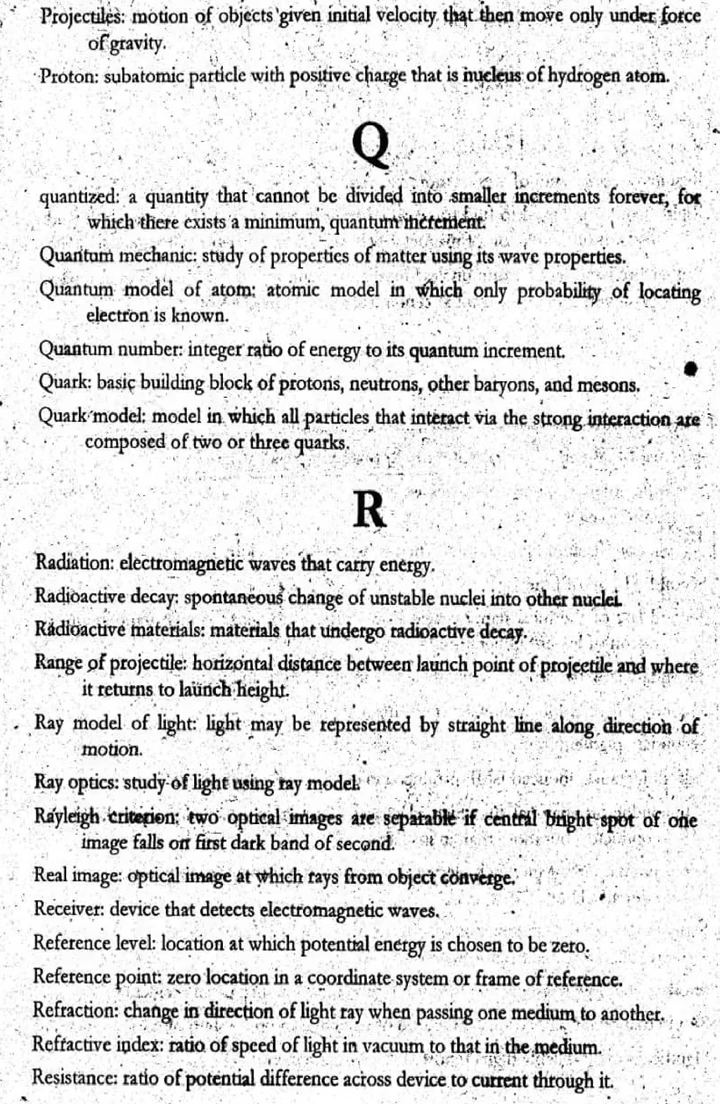 Projectiles: motion of objects given initial velocity that then move only under force
of gravity.
Proton: subatomic particle with positive charge that is nucleus of hydrogen atom.
Q
quantized: a quantity that cannot be divided into smaller increments forever, for
which there exists a minimum, quantum increment.
Quantum mechanic: study of properties of matter using its wave properties.
Quantum model of atom: atomic model in which only probability of locating
electron is known.
Quantum number: integer ratio of energy to its quantum increment.
Quark: basic building block of protons, neutrons, other baryons, and mesons.
Quark model: model in which all particles that interact via the strong interaction are
composed of two or three quarks.
R
Radiation: electromagnetic waves that carry energy.
Radioactive decay: spontaneous change of unstable nuclei into other nuclei.
Radioactive materials: materials that undergo radioactive decay.
Range of projectile: horizontal distance between launch point of projectile and where
it returns to launch height.
Ray model of light: light may be represented by straight line along direction of
motion.
Ray optics: study of light using ray model.
Rayleigh criterion: two optical images are separable if central bright spot of one
image falls on first dark band of second.
Real image: optical image at which rays from object converge.
Receiver: device that detects electromagnetic waves.
Reference level: location at which potential energy is chosen to be zero.
Reference point: zero location in a coordinate system or frame of reference.
Refraction: change in direction of light ray when passing one medium to another.
Refractive index: ratio of speed of light in vacuum to that in the medium.
Resistance: ratio of potential difference across device to current through it.